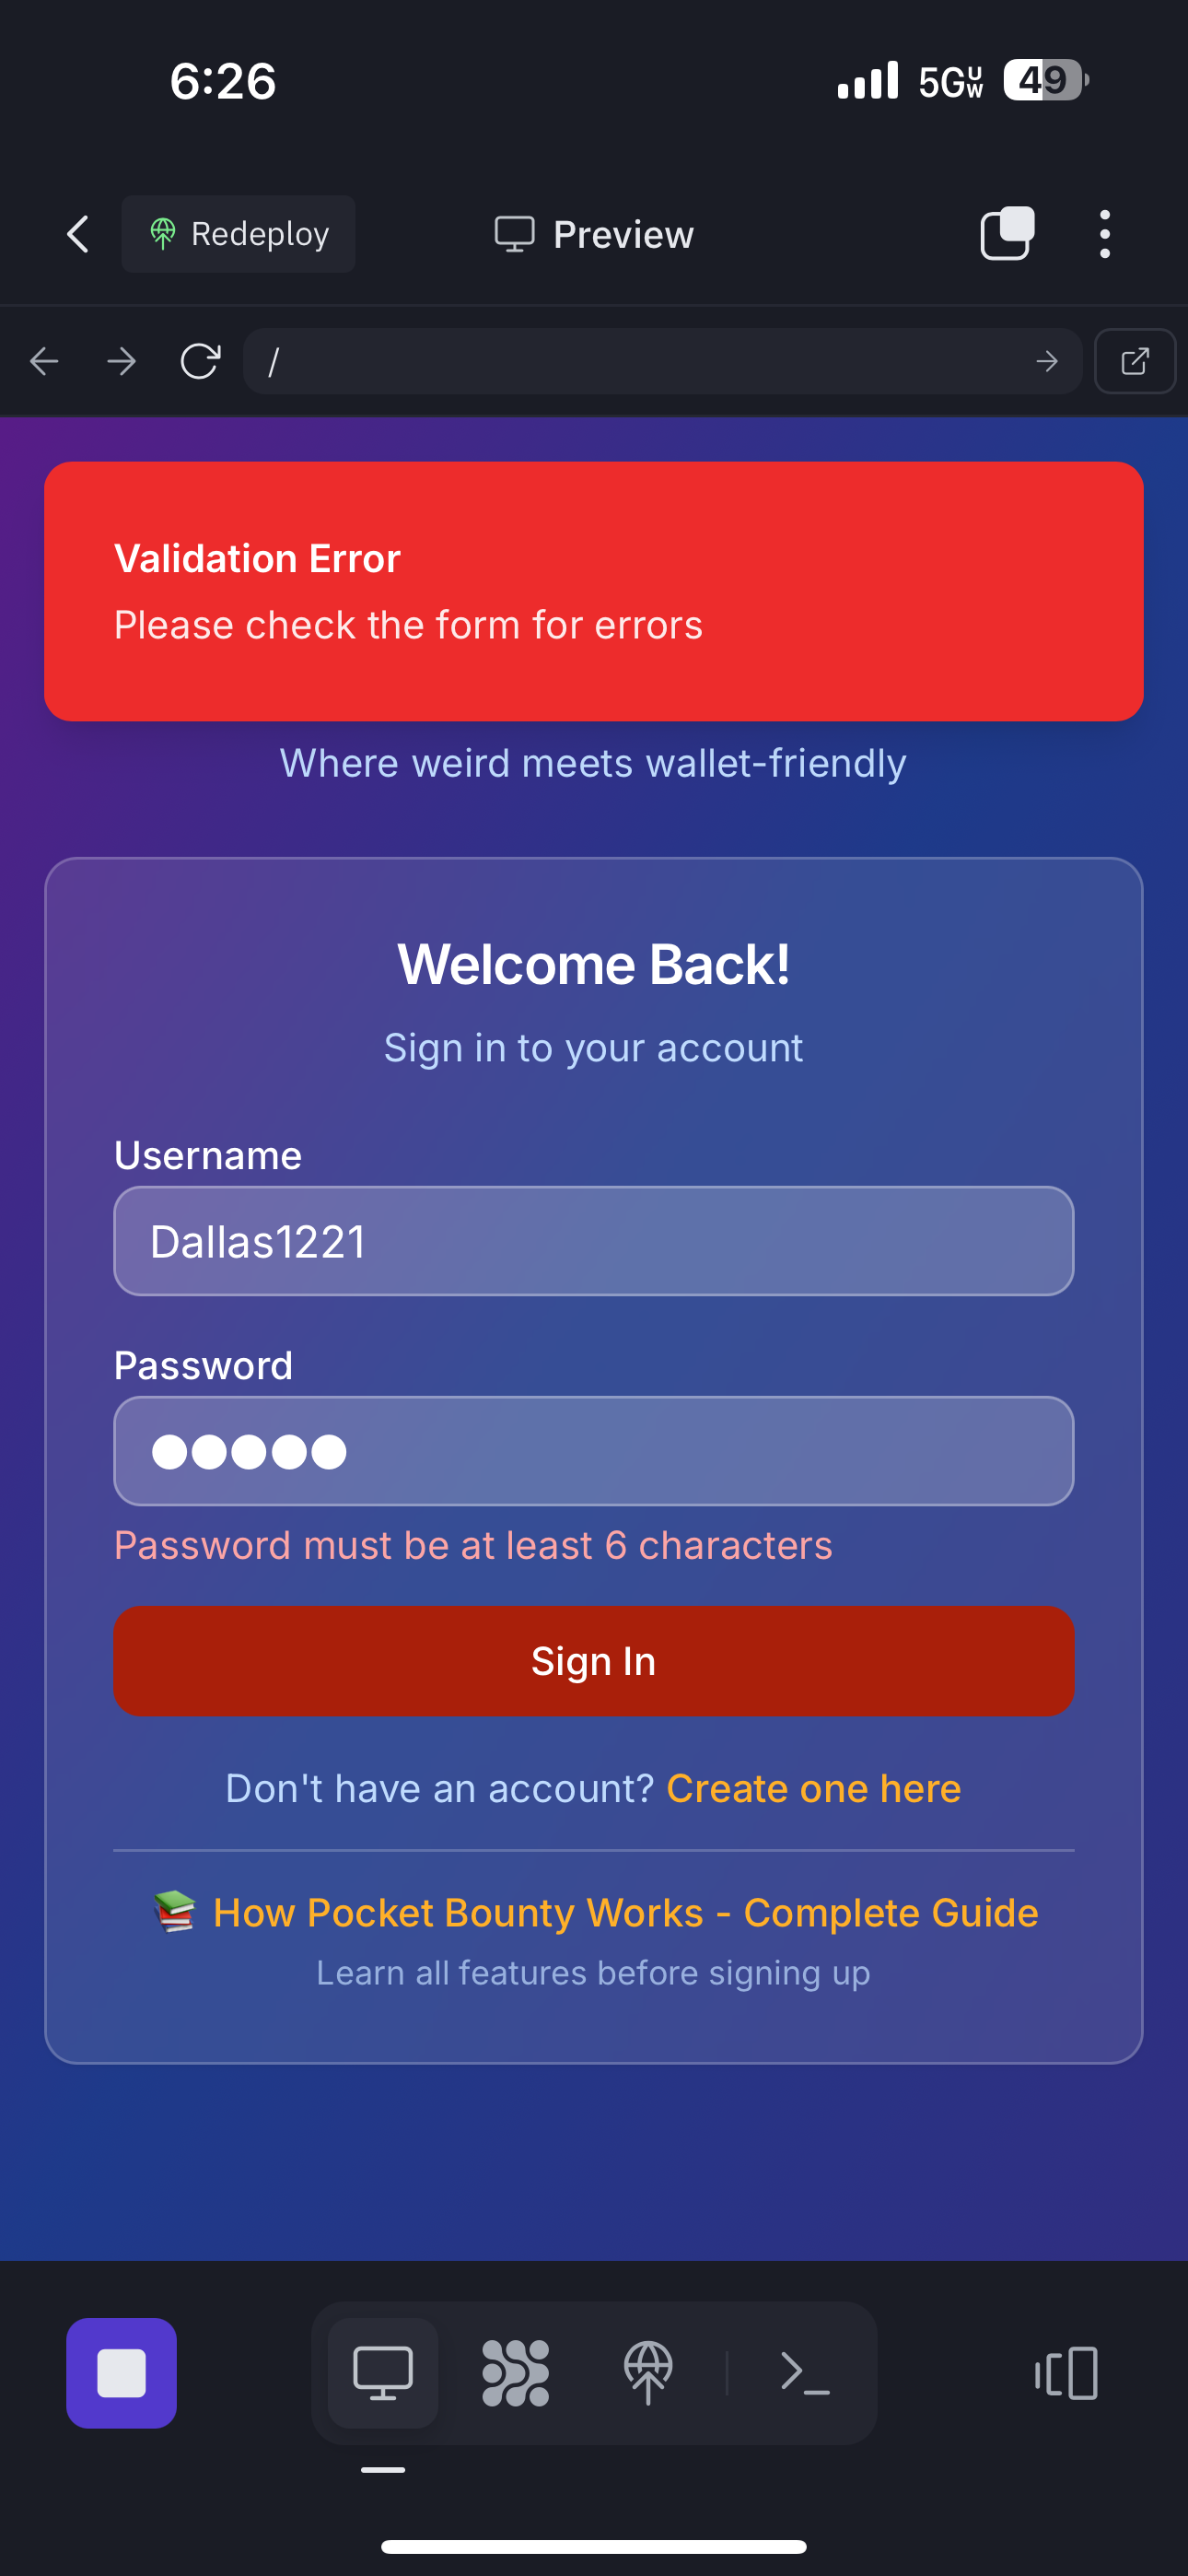 6:26
5GUW
49
Redeploy
Preview
/
Validation Error
Please check the form for errors
Where weird meets wallet-friendly
Welcome Back!
Sign in to your account
Username
Dallas1221
Password
Password must be at least 6 characters
Sign In
Don't have an account? Create one here
How Pocket Bounty Works - Complete Guide
Learn all features before signing up